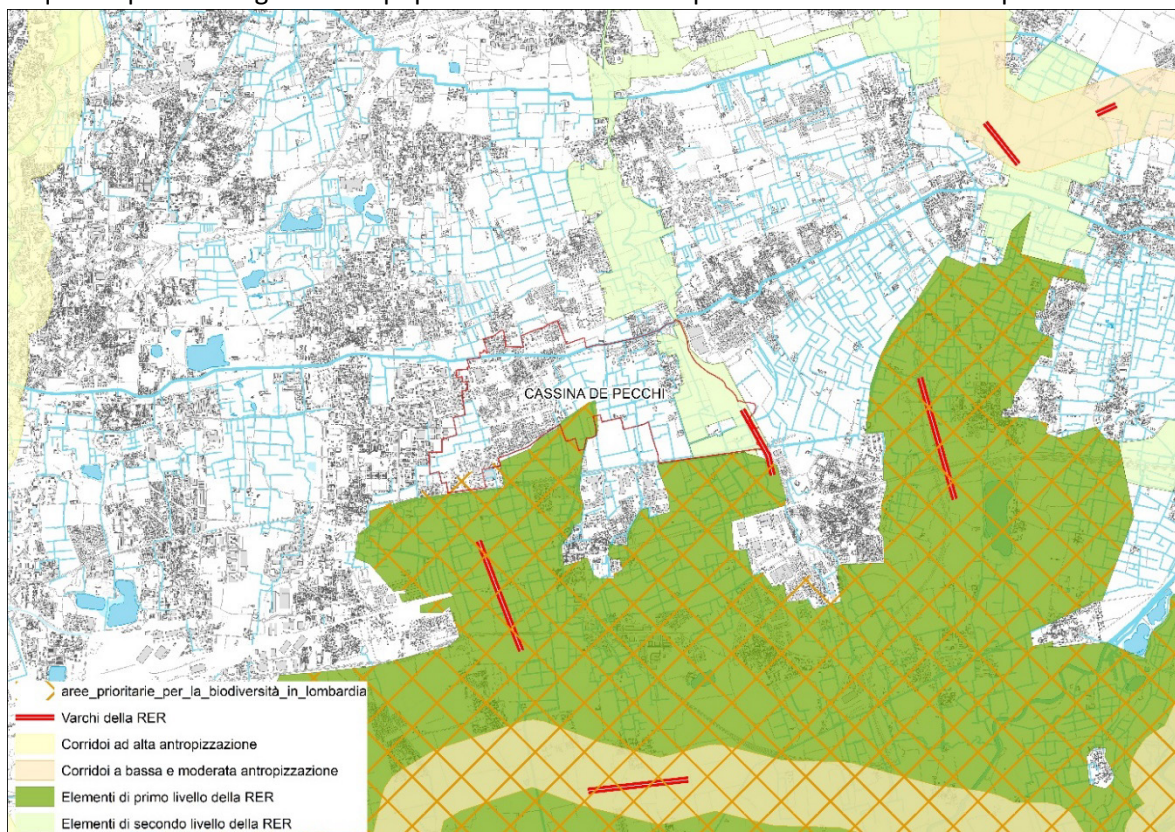 CASSINA DE PECCHI
aree_prioritarie_per_la_biodiversità_in_lombardia
Varchi della RER
Corridoi ad alta antropizzazione
Corridoi a bassa e moderata antropizzazione
Elementi di primo livello della RER
Elementi di secondo livello della RER